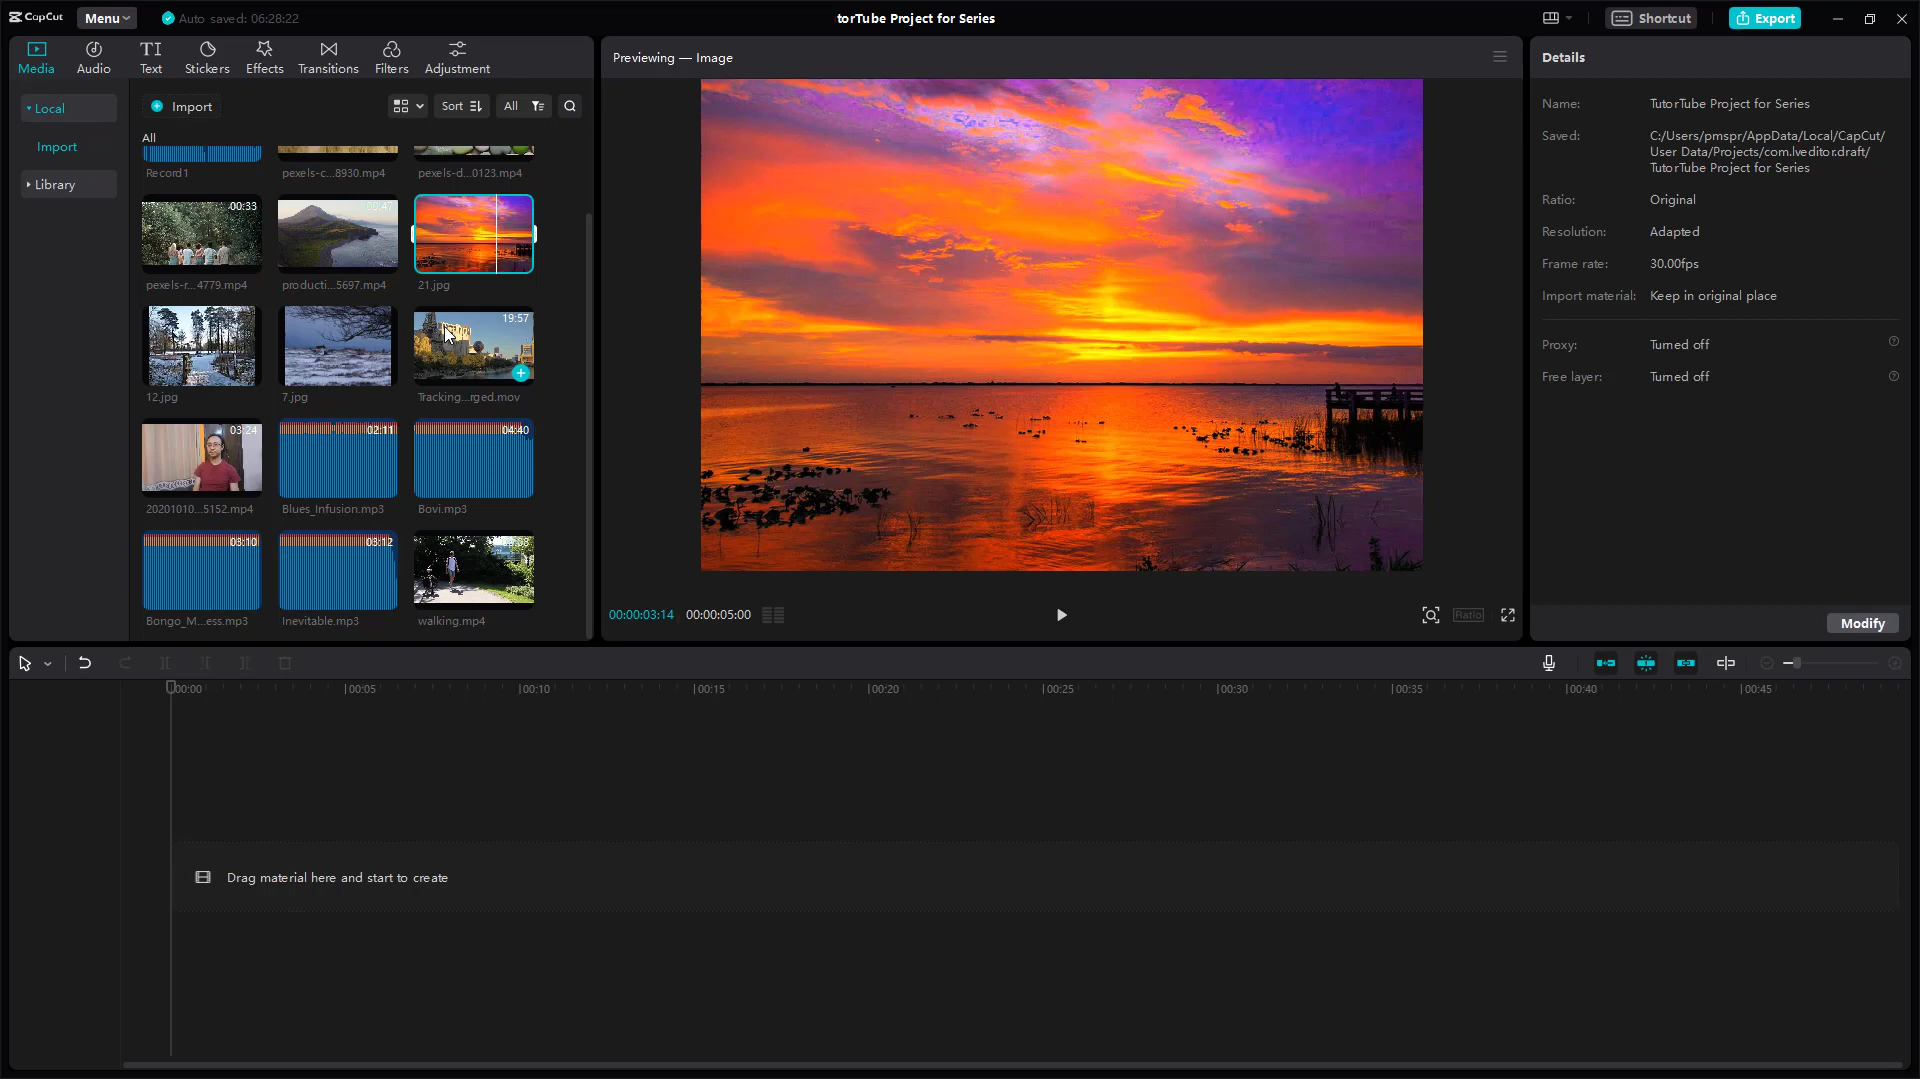 CapCut
Menu
Auto saved: 06:28:22
torTube Project for Series
Shortcut
Export
Media
Audio
TI
Text
Stickers
Effects
Transitions
Filters
Adjustment
Local
Import
Library
Import
Sort
All
All
Record1
pexels-c...8930.mp4
pexels-d...0123.mp4
00:33
00:47
pexels-r...4779.mp4
producti...5697.mp4
21.jpg
19:57
12.jpg
7.jpg
Tracking...rged.mov
03:24
02:11
04:40
20201010...5152.mp4
Blues_Infusion.mp3
Bovi.mp3
03:10
03:12
Bongo_M...ess.mp3
Inevitable.mp3
walking.mp4
Previewing — Image
00:00:03:14
00:00:05:00
Ratio
Details
Name: TutorTube Project for Series
Saved: C:/Users/pmspr/AppData/Local/CapCut/
User Data/Projects/com.lveditor.draft/
TutorTube Project for Series
Ratio: Original
Resolution: Adapted
Frame rate: 30.00fps
Import material: Keep in original place
Proxy: Turned off
Free layer: Turned off
Modify
00:00
00:05
00:10
00:15
00:20
00:25
00:30
00:35
00:40
00:45
Drag material here and start to create